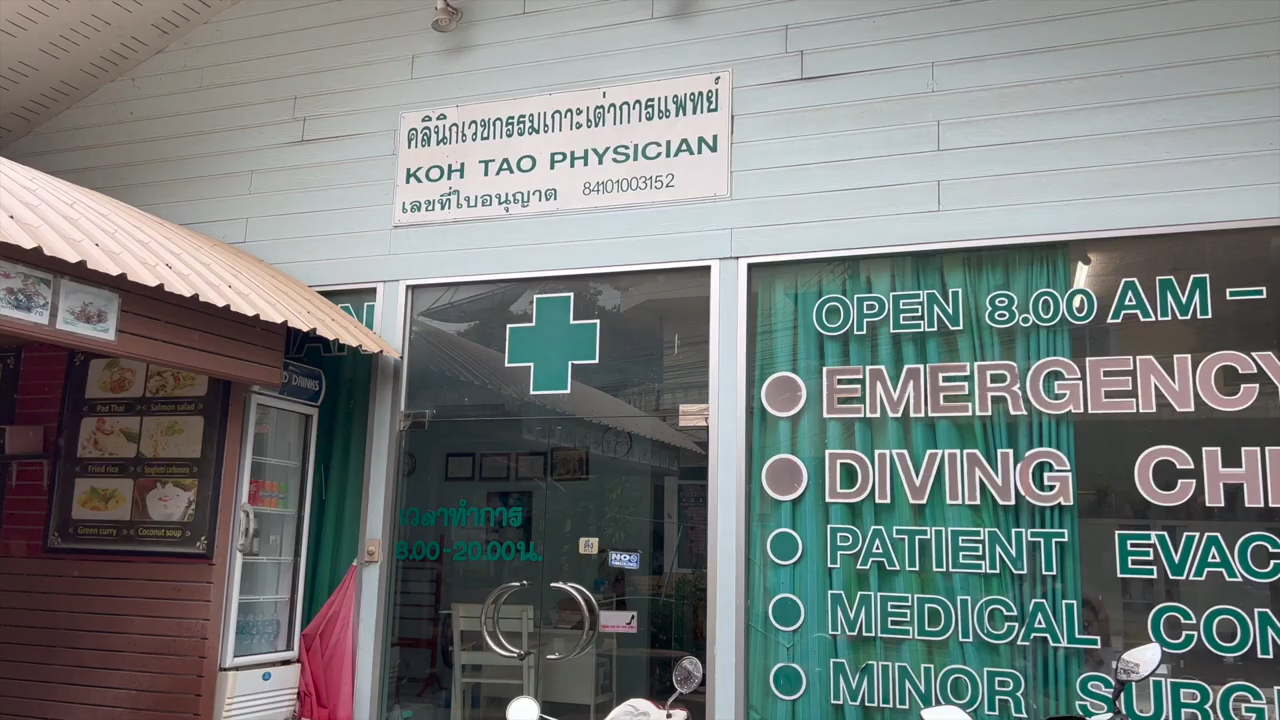 คลินิกเวชกรรมเกาะเต่าการแพทย์
KOH TAO PHYSICIAN
เลขที่ใบอนุญาต 84101003152
OPEN 8.00 AM –
EMERGENCY
DIVING CH
PATIENT EVAC
MEDICAL CON
MINOR SURG
เวลาทำการ
8.00-20.00น.
ดึง
NO
SMOKING
DRINKS
Pad Thai
Salmon salad
Fried rice
Spaghetti carbonara
Green curry
Coconut soup